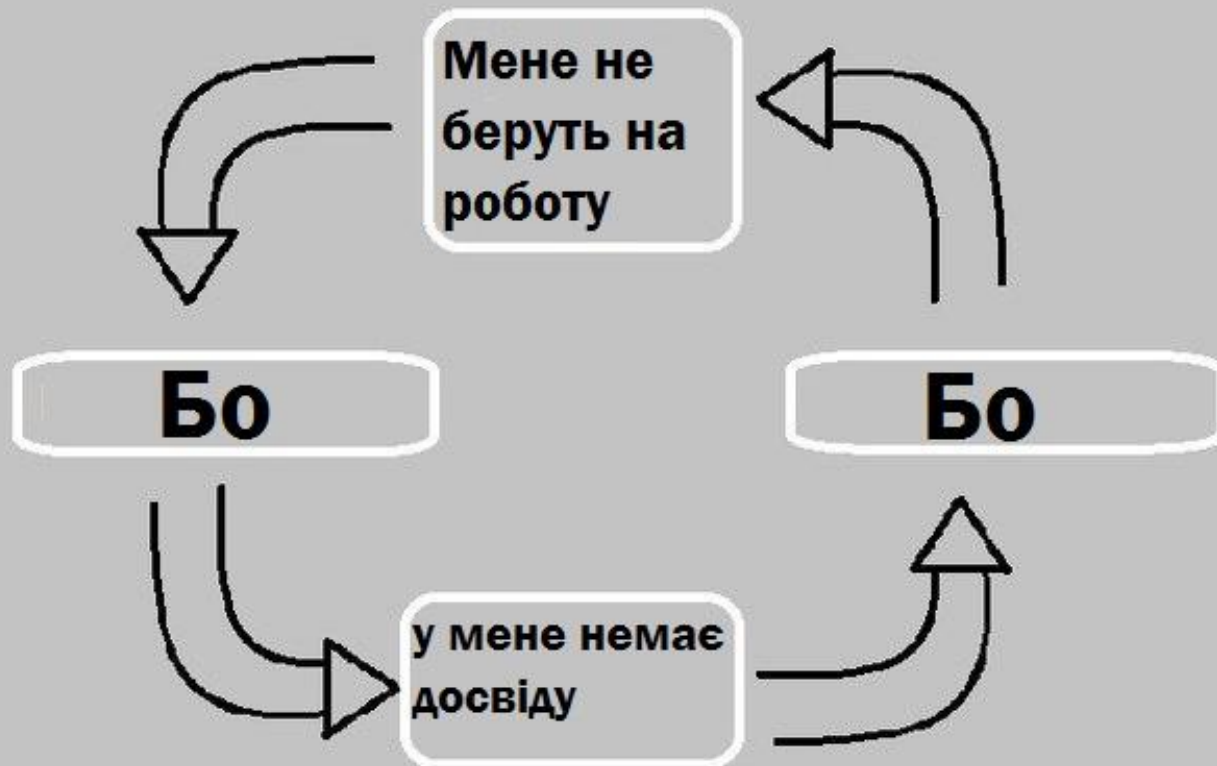 Мене не
беруть на
роботу
Бо
Бо
у мене немає
досвіду